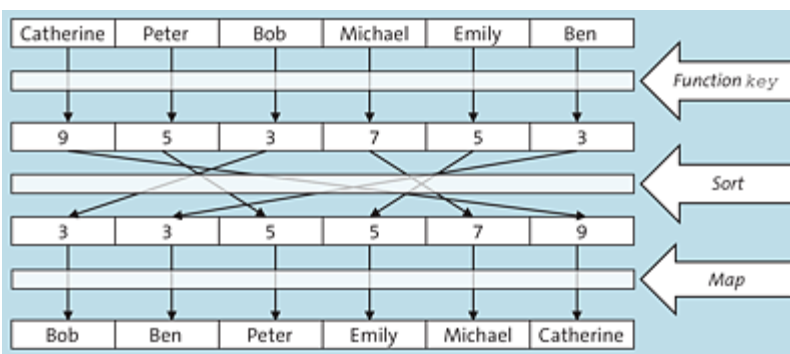 Catherine Peter Bob Michael Emily Ben
Function key
9 5 3 7 5 3
Sort
3 3 5 5 7 9
Map
Bob Ben Peter Emily Michael Catherine